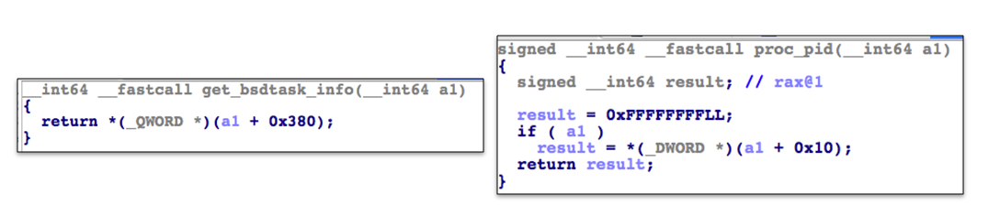 __int64 __fastcall get_bsdtask_info(__int64 a1)
{
  return *(_QWORD *)(a1 + 0x380);
}
signed __int64 __fastcall proc_pid(__int64 a1)
{
  signed __int64 result; // rax@1
  result = 0xFFFFFFFFLL;
  if ( a1 )
    result = *(_DWORD *)(a1 + 0x10);
  return result;
}